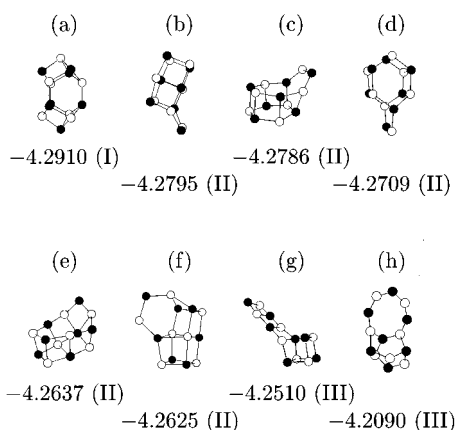 (a) (b) (c) (d)
−4.2910 (I) −4.2786 (II)
−4.2795 (II) −4.2709 (II)
(e) (f) (g) (h)
−4.2637 (II) −4.2510 (III)
−4.2625 (II) −4.2090 (III)